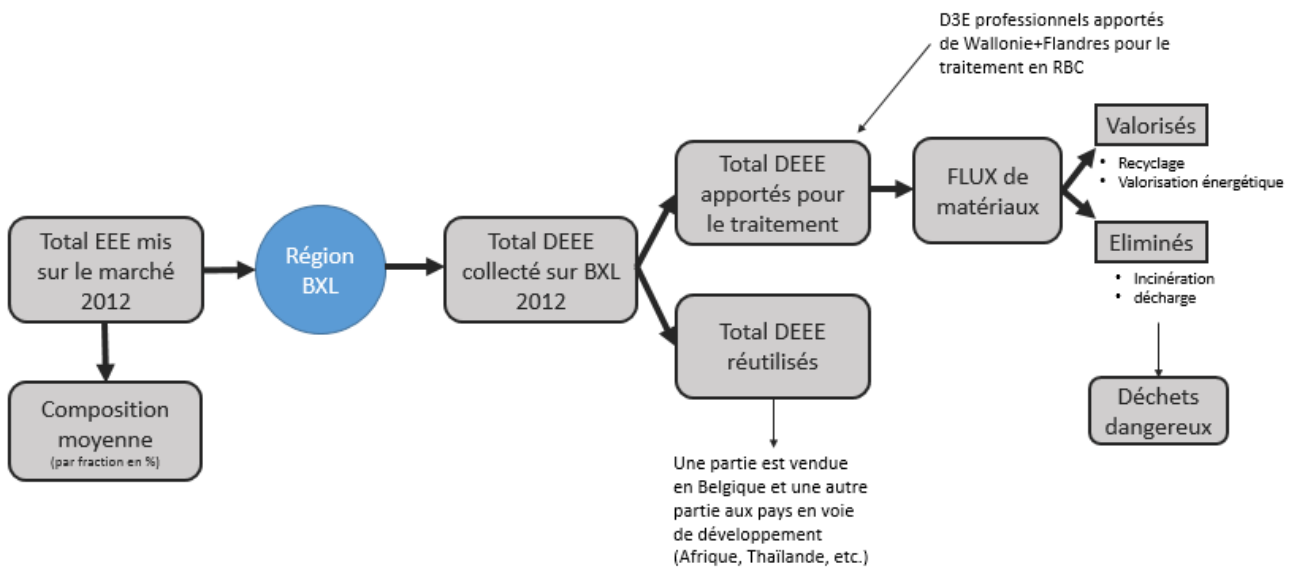 D3E professionnels apportés
de Wallonie+Flandres pour le
traitement en RBC
Total EEE mis
sur le marché
2012
Composition
moyenne
(par fraction en %)
Région
BXL
Total DEEE
collecté sur BXL
2012
Total DEEE
apportés pour
le traitement
Total DEEE
réutilisés
Une partie est vendue
en Belgique et une autre
partie aux pays en voie
de développement
(Afrique, Thaïlande, etc.)
FLUX de
matériaux
Valorisés
• Recyclage
• Valorisation énergétique
Eliminés
• Incinération
• décharge
Déchets
dangereux